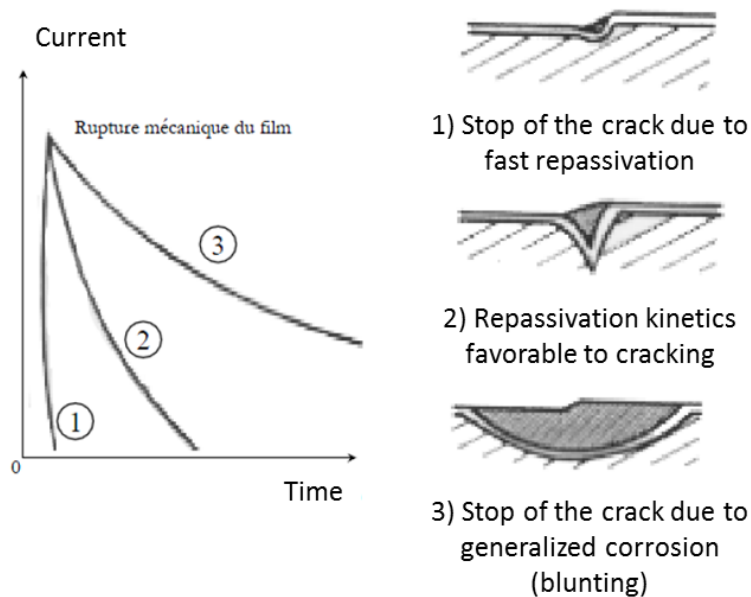 Current
Rupture mécanique du film
3
2
1
0
Time
1) Stop of the crack due to
fast repassivation
2) Repassivation kinetics
favorable to cracking
3) Stop of the crack due to
generalized corrosion
(blunting)